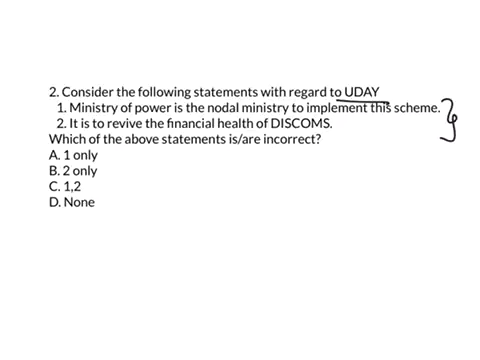 2. Consider the following statements with regard to UDAY
1. Ministry of power is the nodal ministry to implement this scheme.
2. It is to revive the financial health of DISCOMS.
Which of the above statements is/are incorrect?
A. 1 only
B. 2 only
C. 1,2
D. None